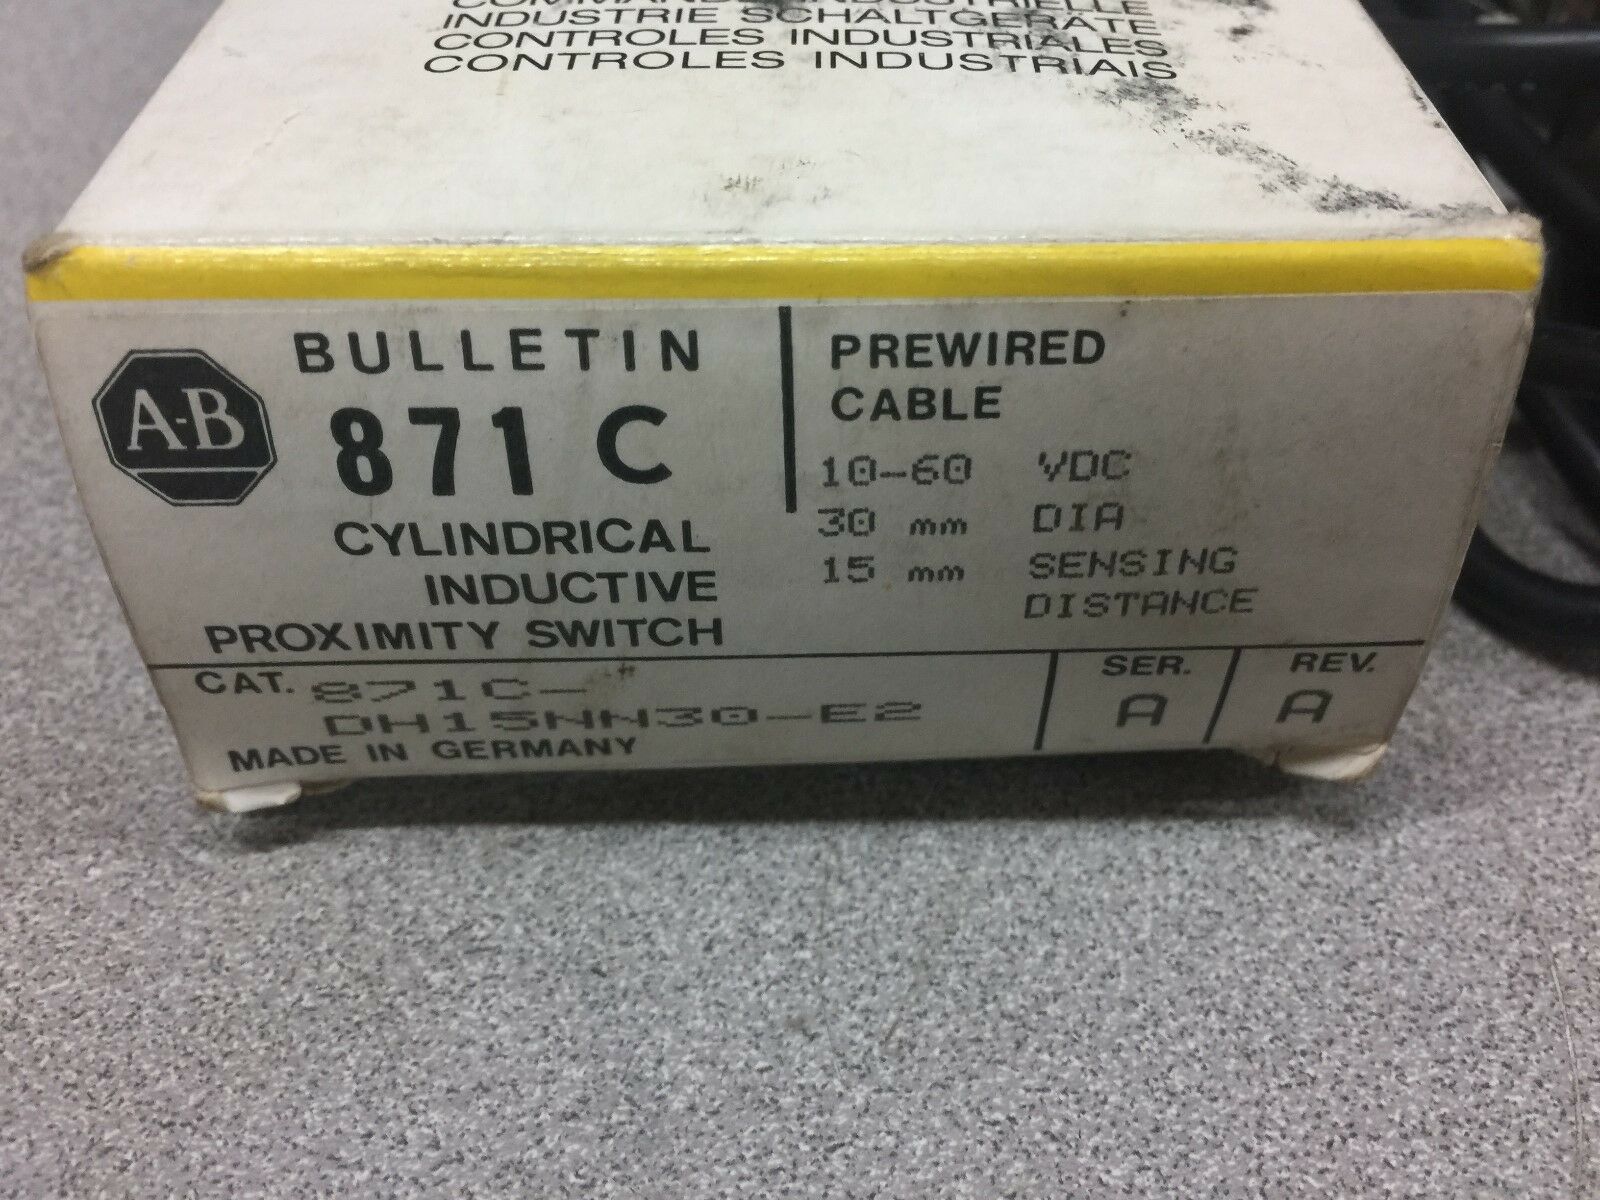 INDUSTRIE SCHALTGERÄTE
CONTROLES INDUSTRIALES
CONTROLES INDUSTRIAIS
A-B
BULLETIN
871 C
CYLINDRICAL
INDUCTIVE
PROXIMITY SWITCH
PREWIRED
CABLE
10-60 VDC
30 mm DIA
15 mm SENSING
DISTANCE
CAT. 871C-
DH15NN30-E2
MADE IN GERMANY
SER.
A
REV.
A